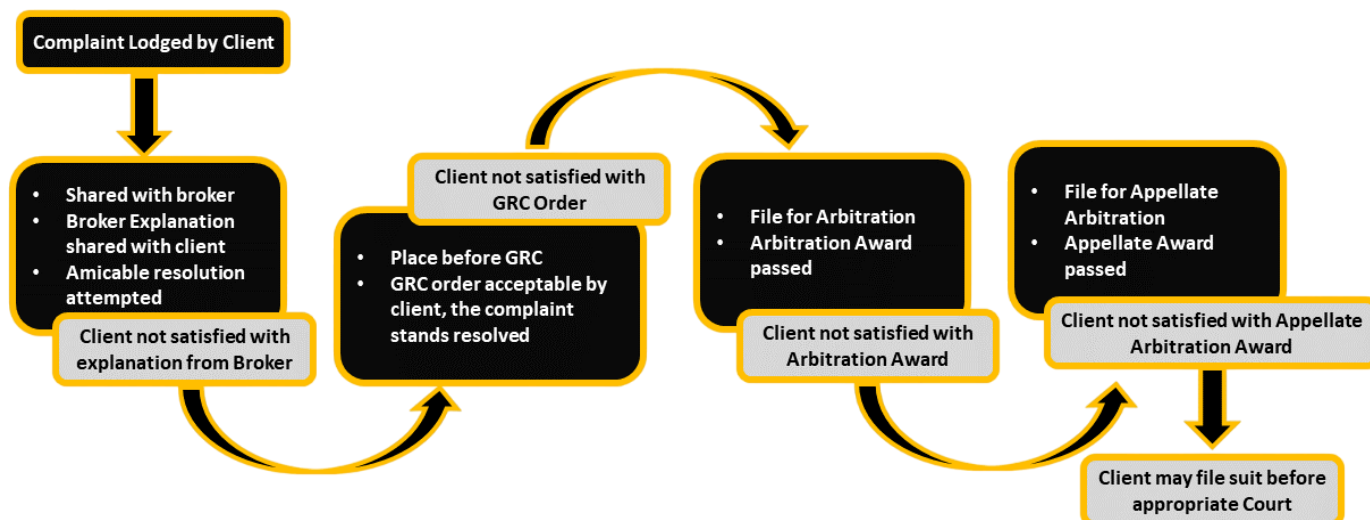 Complaint Lodged by Client
• Shared with broker
• Broker Explanation
shared with client
• Amicable resolution
attempted
Client not satisfied with
explanation from Broker
Client not satisfied with
GRC Order
• Place before GRC
• GRC order acceptable by
client, the complaint
stands resolved
• File for Arbitration
• Arbitration Award
passed
Client not satisfied with
Arbitration Award
• File for Appellate
Arbitration
• Appellate Award
passed
Client not satisfied with Appellate
Arbitration Award
Client may file suit before
appropriate Court